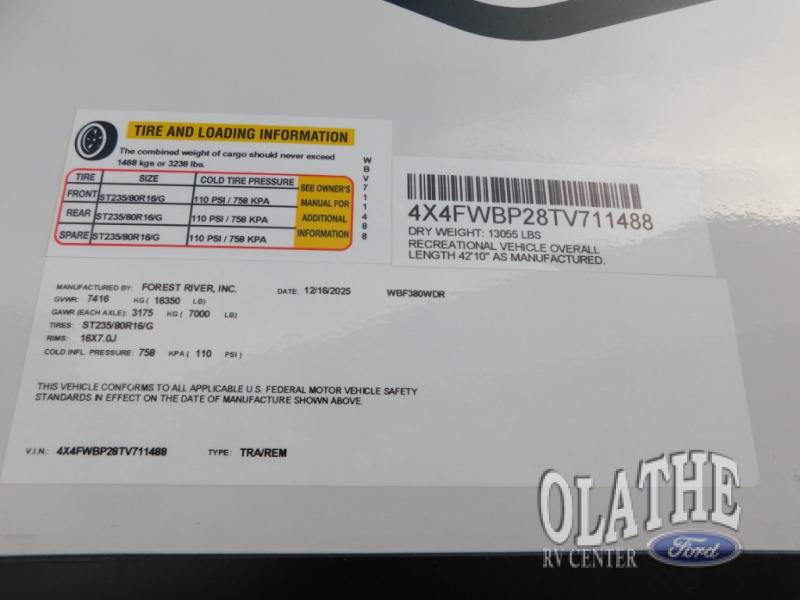 TIRE AND LOADING INFORMATION
The combined weight of cargo should never exceed
1468 kgs or 3236 lbs.
TIRE SIZE COLD TIRE PRESSURE SEE OWNER'S MANUAL FOR ADDITIONAL INFORMATION
FRONT ST235/80R16/G 110 PSI / 758 KPA
REAR ST235/80R16/G 110 PSI / 758 KPA
SPARE ST235/80R16/G 110 PSI / 758 KPA
WBV711488
4X4FWBP28TV711488
DRY WEIGHT: 13055 LBS
RECREATIONAL VEHICLE OVERALL
LENGTH 42'10" AS MANUFACTURED.
MANUFACTURED BY: FOREST RIVER, INC. DATE: 12/16/2025 WBF380WDR
GVWR: 7416 KG ( 16350 LB)
GAWR (EACH AXLE): 3175 KG ( 7000 LB)
TIRES: ST235/80R16/G
RIMS: 16X7.0J
COLD INFL. PRESSURE: 758 KPA ( 110 PSI )
THIS VEHICLE CONFORMS TO ALL APPLICABLE U.S. FEDERAL MOTOR VEHICLE SAFETY
STANDARDS IN EFFECT ON THE DATE OF MANUFACTURE SHOWN ABOVE.
V.I.N.: 4X4FWBP28TV711488 TYPE: TRA/REM
OLATHE
RV CENTER Ford